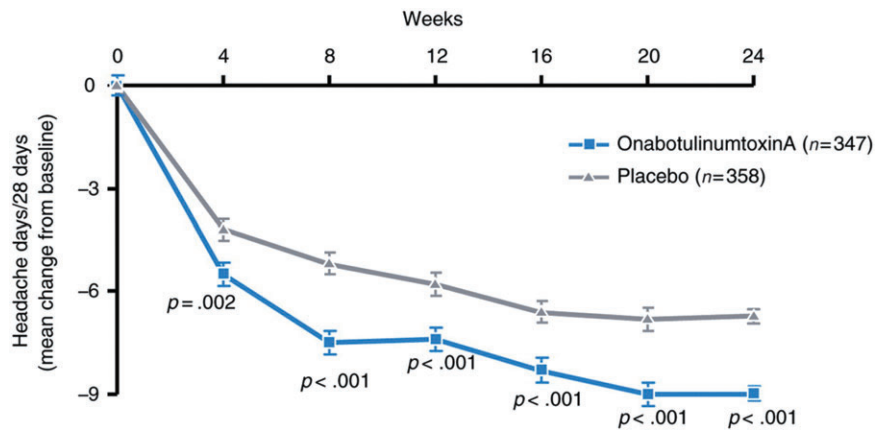 Weeks
0 4 8 12 16 20 24
0
OnabotulinumtoxinA (n=347)
Placebo (n=358)
Headache days/28 days
(mean change from baseline)
–3
–6
p=.002
p<.001
p<.001
p<.001
–9
p<.001
p<.001